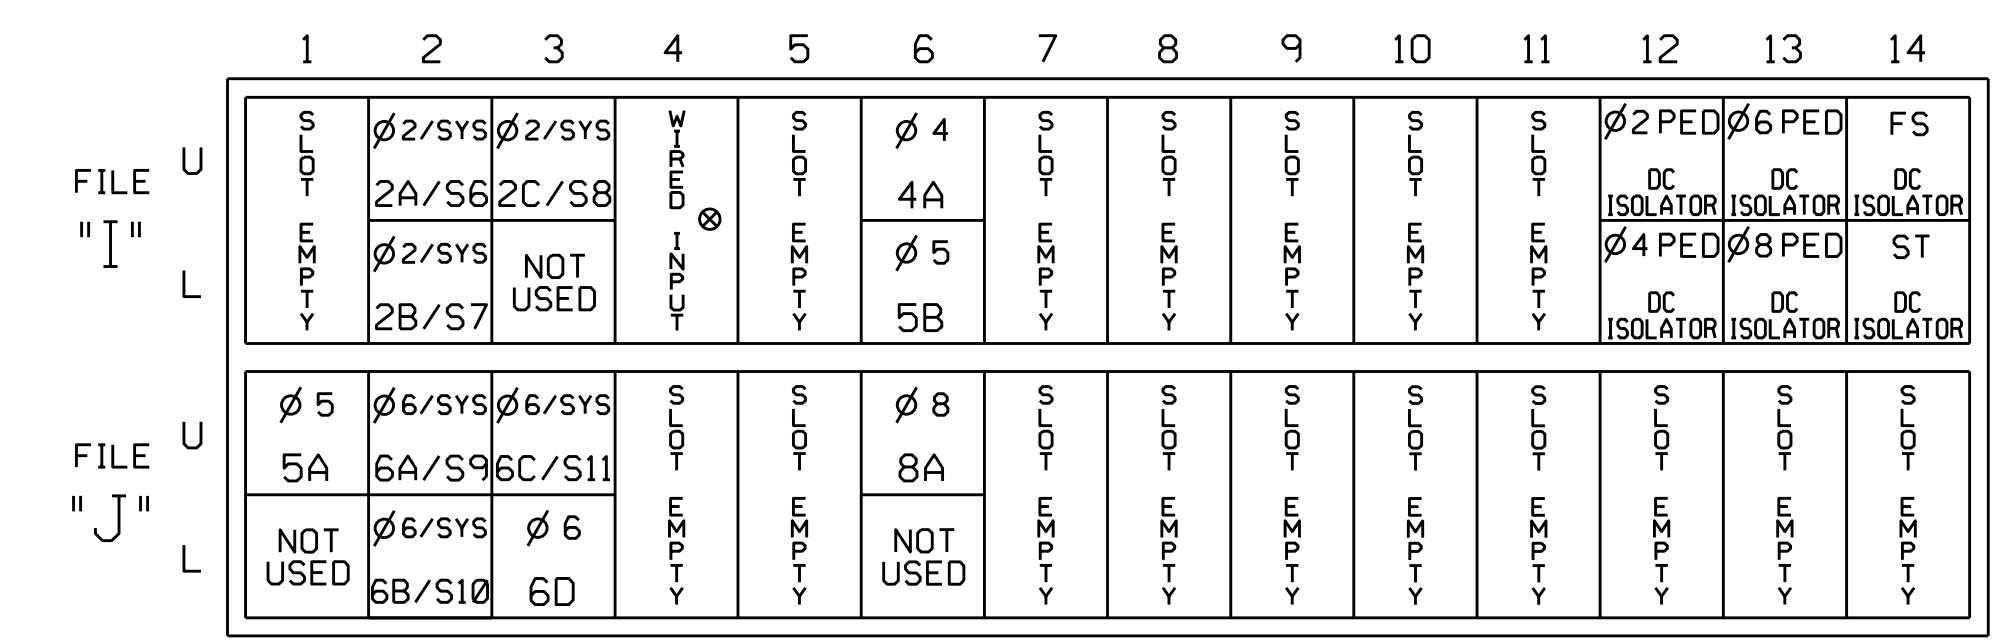 1 2 3 4 5 6 7 8 9 10 11 12 13 14
FILE "I"
U
L
SLOT EMPTY
Ø2/SYS
2A/S6
Ø2/SYS
2B/S7
Ø2/SYS
2C/S8
NOT
USED
WIRED INPUT
SLOT EMPTY
Ø 4
4A
Ø 5
5B
SLOT EMPTY
SLOT EMPTY
SLOT EMPTY
SLOT EMPTY
SLOT EMPTY
Ø2 PED
DC
ISOLATOR
Ø4 PED
DC
ISOLATOR
Ø6 PED
DC
ISOLATOR
Ø8 PED
DC
ISOLATOR
FS
DC
ISOLATOR
ST
DC
ISOLATOR
FILE "J"
U
L
Ø 5
5A
NOT
USED
Ø6/SYS
6A/S9
Ø6/SYS
6B/S10
Ø6/SYS
6C/S11
Ø 6
6D
SLOT EMPTY
SLOT EMPTY
Ø 8
8A
NOT
USED
SLOT EMPTY
SLOT EMPTY
SLOT EMPTY
SLOT EMPTY
SLOT EMPTY
SLOT EMPTY
SLOT EMPTY
SLOT EMPTY